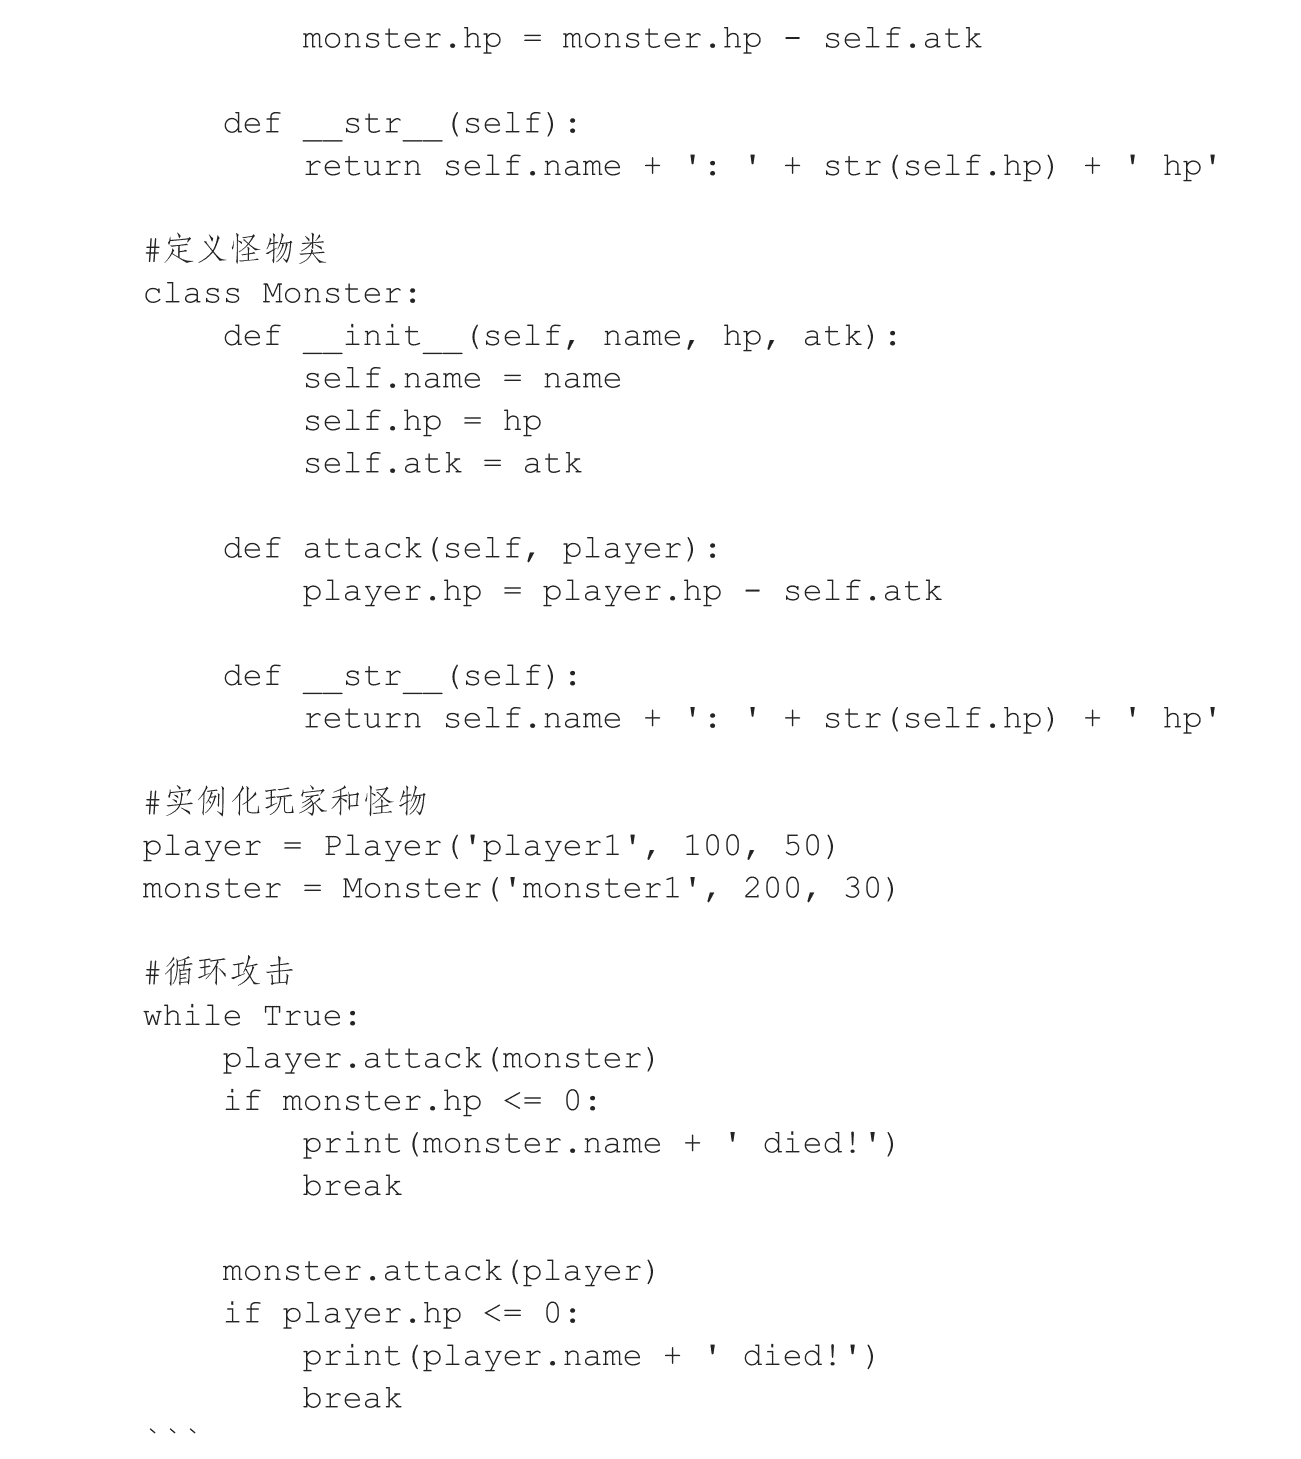 monster.hp = monster.hp - self.atk

    def __str__(self):
        return self.name + ': ' + str(self.hp) + ' hp'

#定义怪物类
class Monster:
    def __init__(self, name, hp, atk):
        self.name = name
        self.hp = hp
        self.atk = atk

    def attack(self, player):
        player.hp = player.hp - self.atk

    def __str__(self):
        return self.name + ': ' + str(self.hp) + ' hp'

#实例化玩家和怪物
player = Player('player1', 100, 50)
monster = Monster('monster1', 200, 30)

#循环攻击
while True:
    player.attack(monster)
    if monster.hp <= 0:
        print(monster.name + ' died!')
        break

    monster.attack(player)
    if player.hp <= 0:
        print(player.name + ' died!')
        break
```